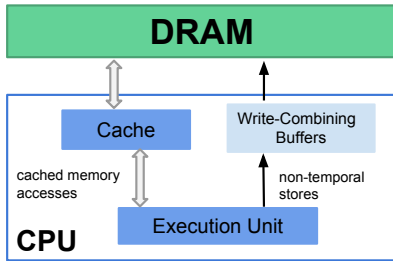 DRAM
Cache
Write-Combining
Buffers
cached memory
accesses
non-temporal
stores
Execution Unit
CPU